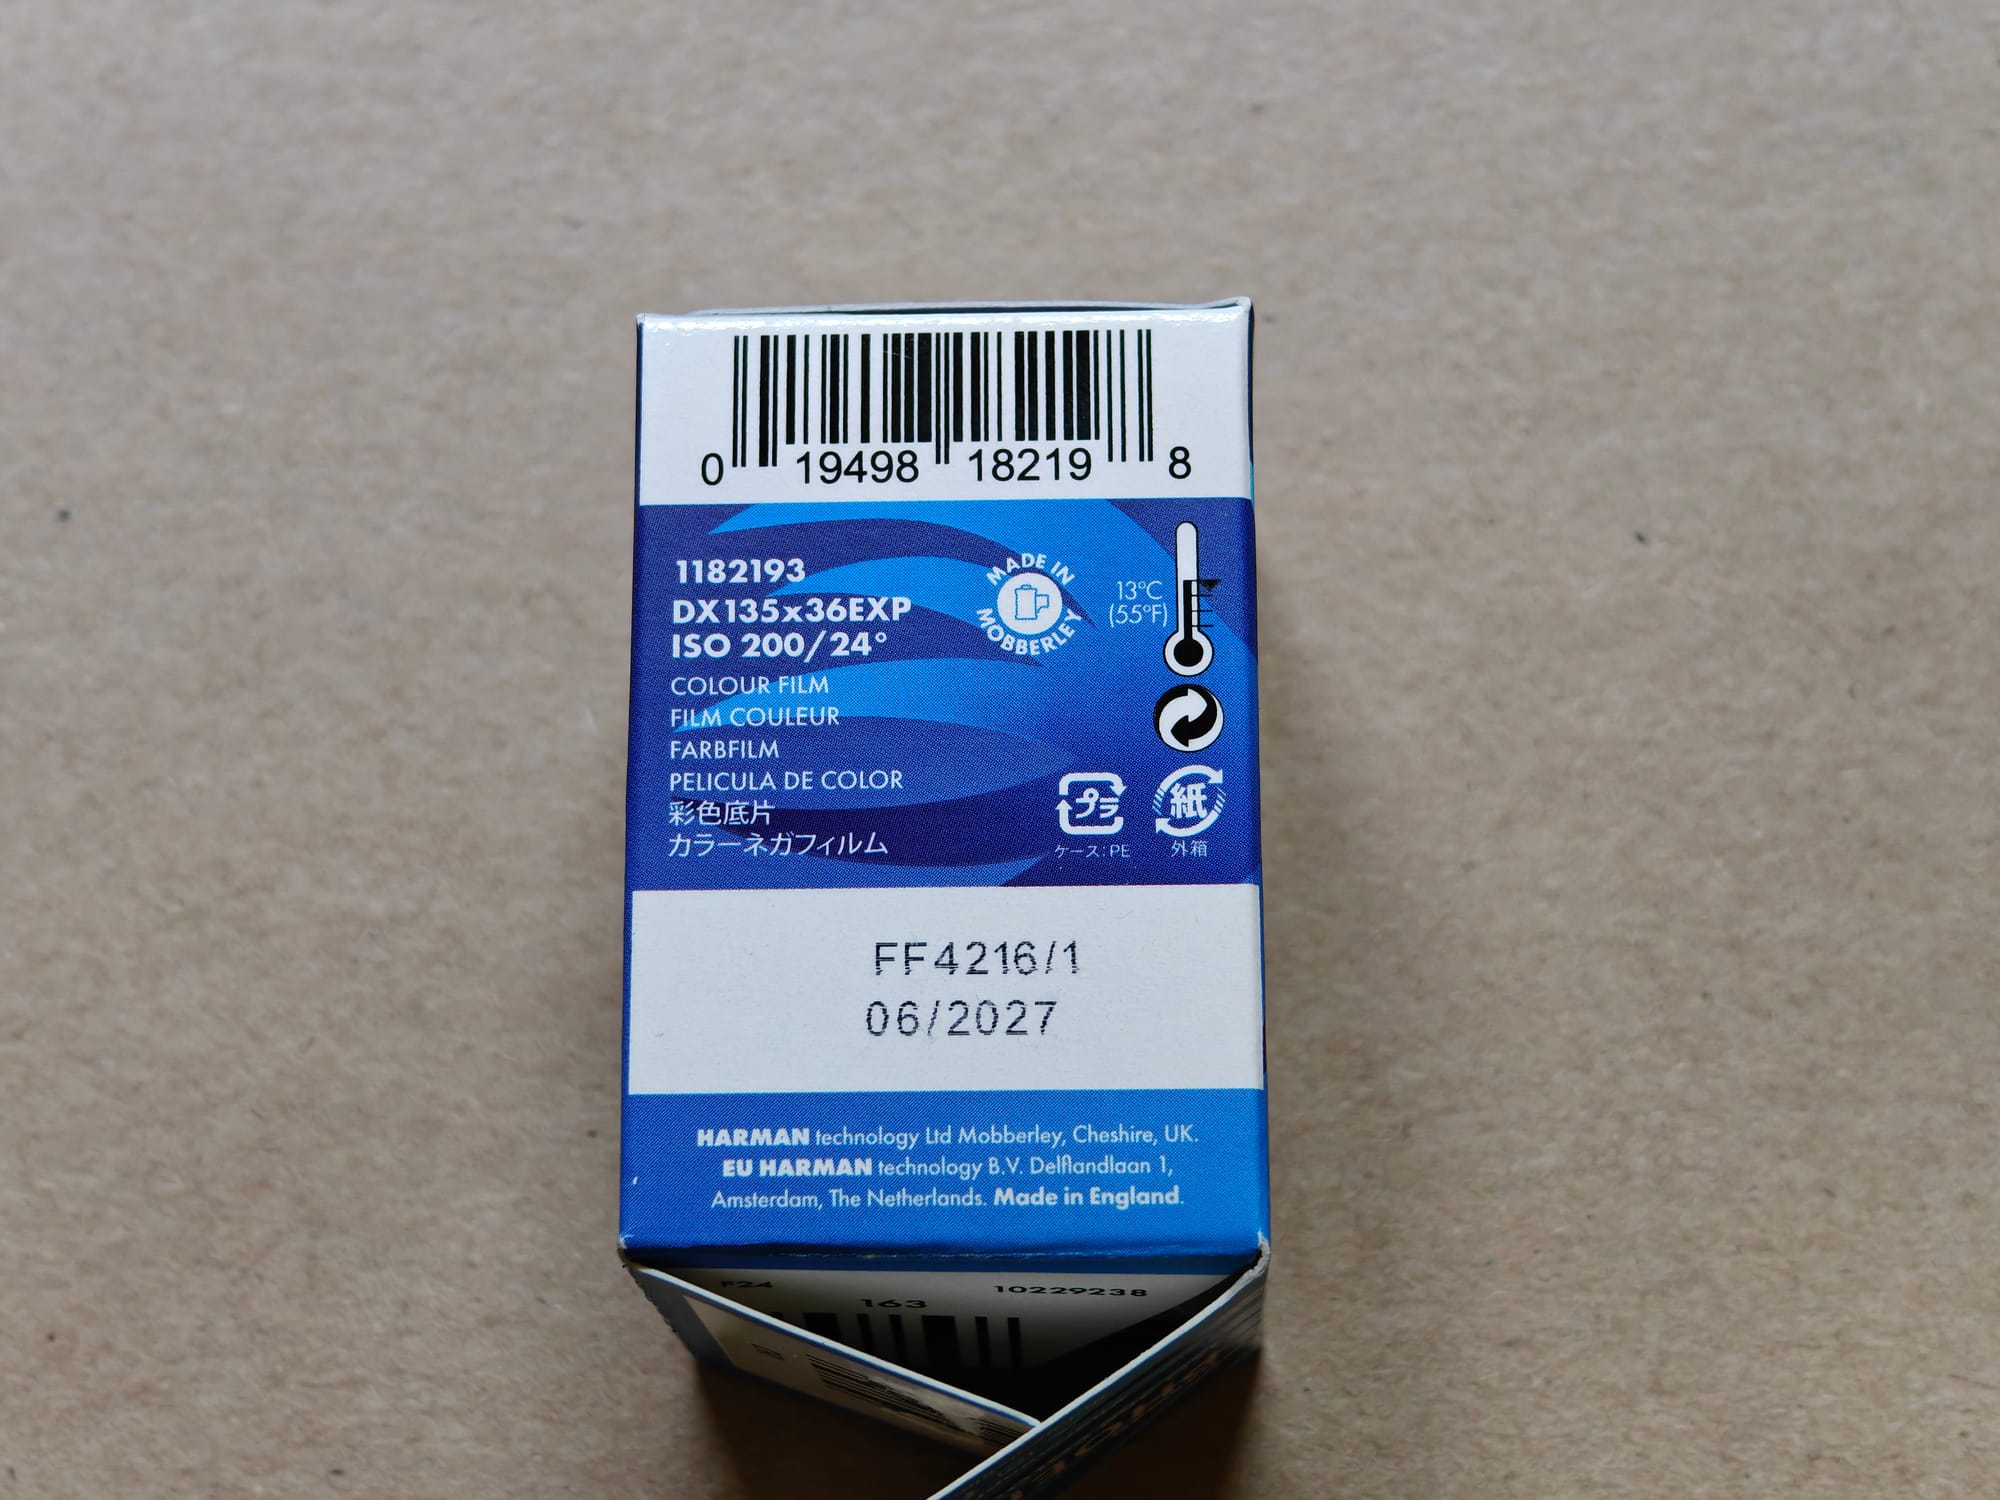 0 19498 18219 8
1182193
DX135x36EXP
ISO 200/24°
MADE IN
MOBBERLEY
13°C
(55°F)
COLOUR FILM
FILM COULEUR
FARBFILM
PELICULA DE COLOR
彩色底片
カラーネガフィルム
プラ
ケース:PE
紙
外箱
FF4216/1
06/2027
HARMAN technology Ltd Mobberley, Cheshire, UK.
EU HARMAN technology B.V. Delflandlaan 1,
Amsterdam, The Netherlands. Made in England.
F24
10229238
163